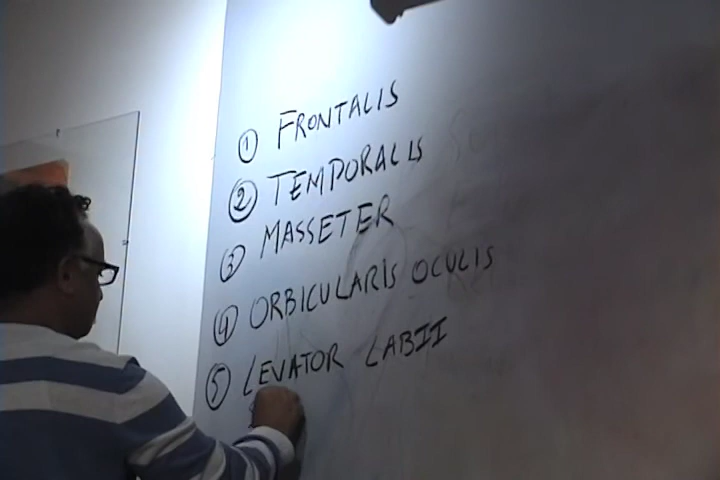 ① FRONTALIS
② TEMPORALIS
③ MASSETER
④ ORBICULARIS OCULIS
⑤ LEVATOR LABII